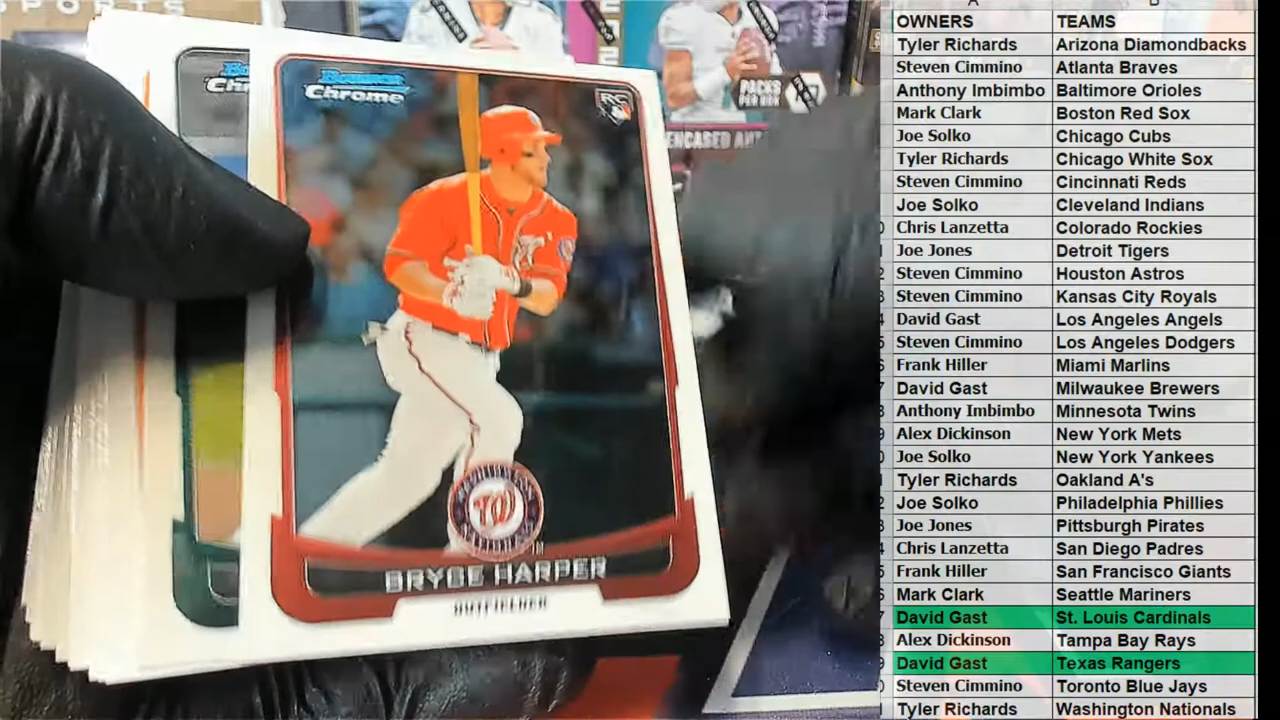 SPORTS
Bowman
Chrome
RC
PACKS
PER BOX
ENCASED
BRYCE HARPER
OUTFIELDER
TM
A B
OWNERS TEAMS
Tyler Richards Arizona Diamondbacks
Steven Cimmino Atlanta Braves
Anthony Imbimbo Baltimore Orioles
Mark Clark Boston Red Sox
Joe Solko Chicago Cubs
Tyler Richards Chicago White Sox
Steven Cimmino Cincinnati Reds
Joe Solko Cleveland Indians
Chris Lanzetta Colorado Rockies
Joe Jones Detroit Tigers
Steven Cimmino Houston Astros
Steven Cimmino Kansas City Royals
David Gast Los Angeles Angels
Steven Cimmino Los Angeles Dodgers
Frank Hiller Miami Marlins
David Gast Milwaukee Brewers
Anthony Imbimbo Minnesota Twins
Alex Dickinson New York Mets
Joe Solko New York Yankees
Tyler Richards Oakland A's
Joe Solko Philadelphia Phillies
Joe Jones Pittsburgh Pirates
Chris Lanzetta San Diego Padres
Frank Hiller San Francisco Giants
Mark Clark Seattle Mariners
David Gast St. Louis Cardinals
Alex Dickinson Tampa Bay Rays
David Gast Texas Rangers
Steven Cimmino Toronto Blue Jays
Tyler Richards Washington Nationals